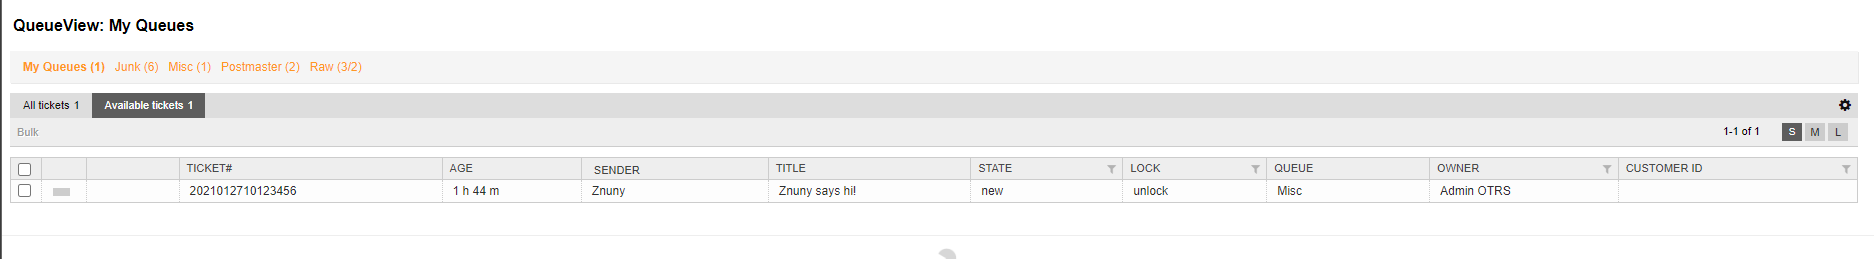 QueueView: My Queues
My Queues (1) Junk (6) Misc (1) Postmaster (2) Raw (3/2)
All tickets 1 Available tickets 1
Bulk 1-1 of 1 S M L
TICKET# AGE SENDER TITLE STATE LOCK QUEUE OWNER CUSTOMER ID
2021012710123456 1 h 44 m Znuny Znuny says hi! new unlock Misc Admin OTRS